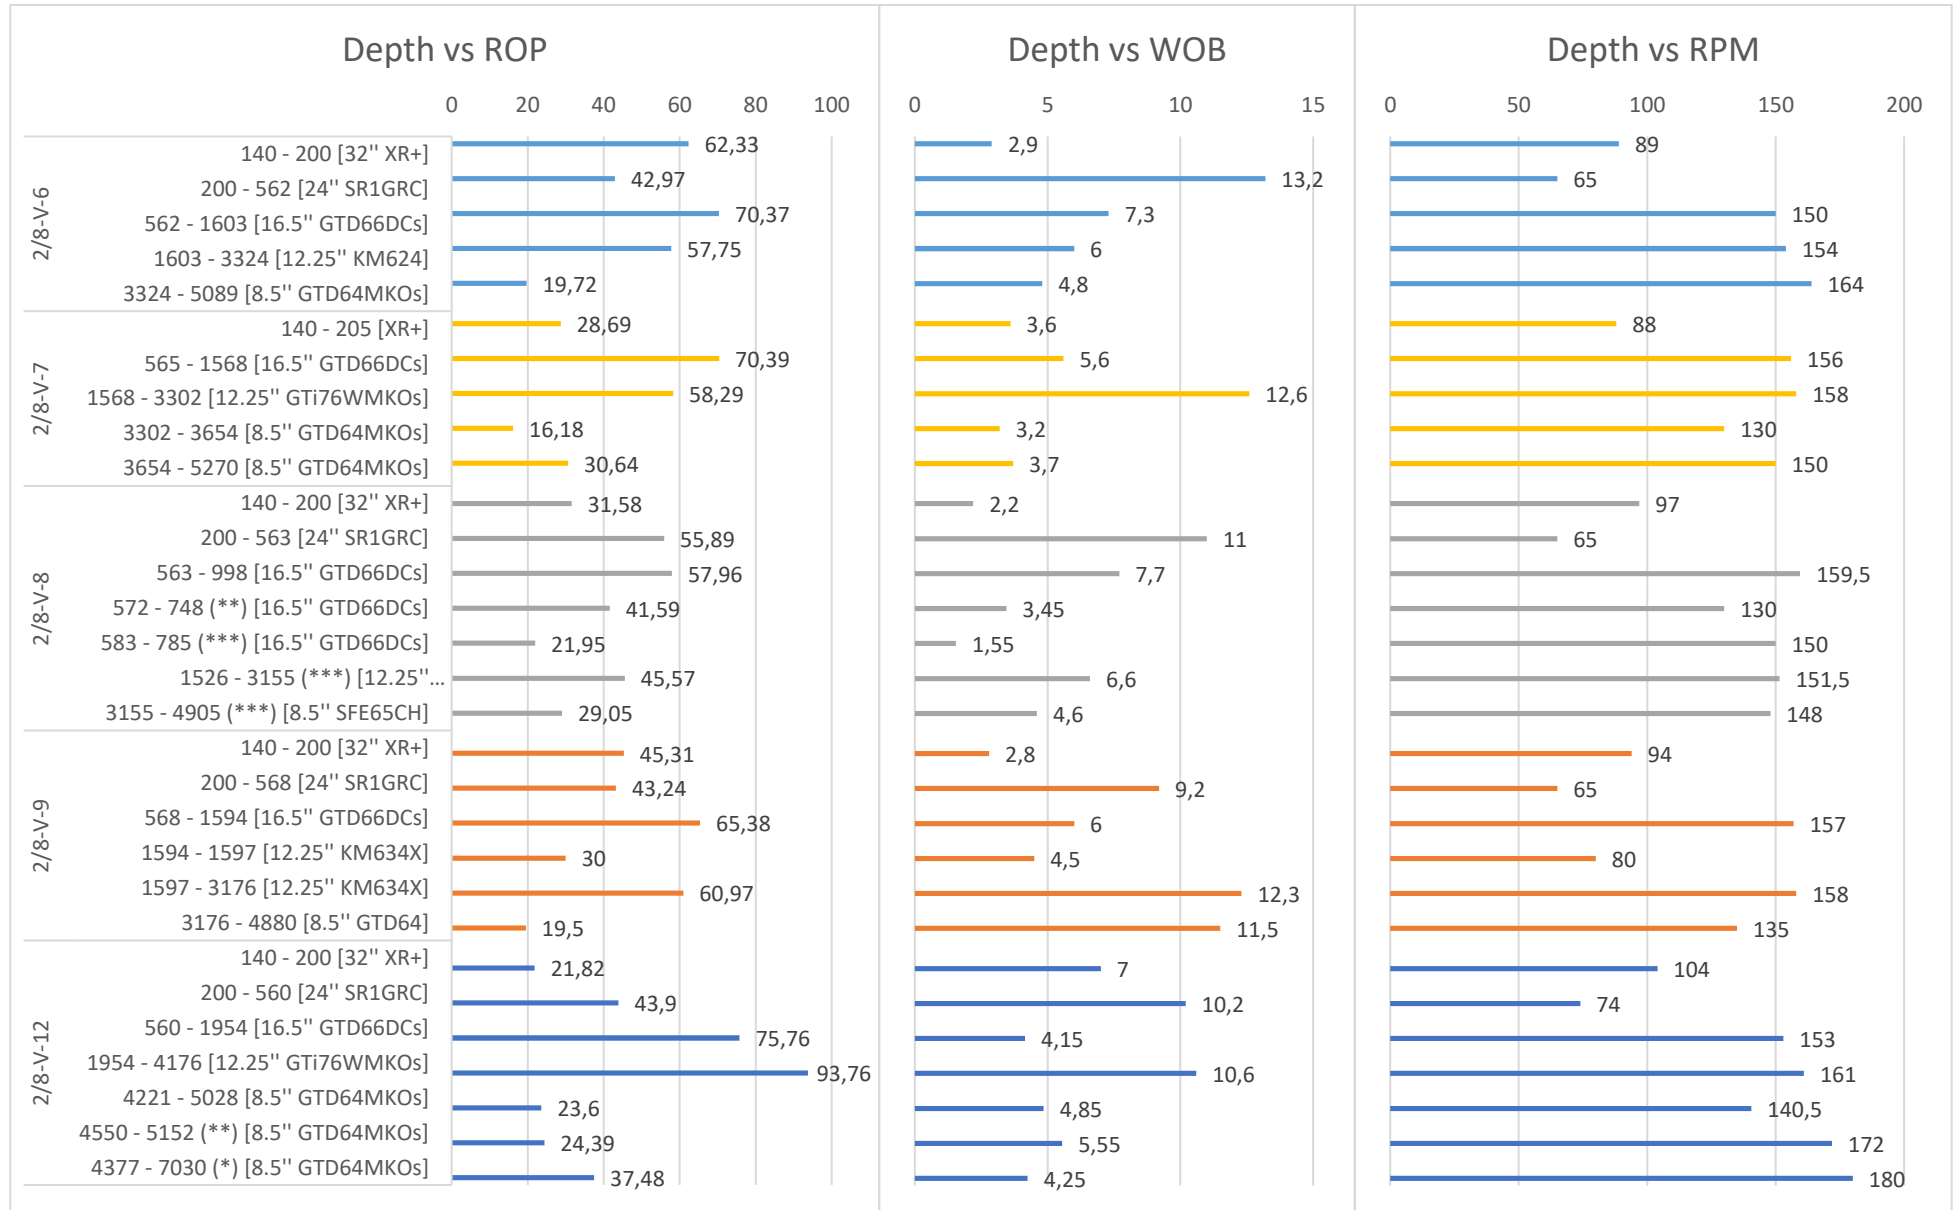 Depth vs ROP
Depth vs WOB
Depth vs RPM
0 20 40 60 80 100
0 5 10 15
0 50 100 150 200
2/8-V-6
140 - 200 [32'' XR+] 62,33 2,9 89
200 - 562 [24'' SR1GRC] 42,97 13,2 65
562 - 1603 [16.5'' GTD66DCs] 70,37 7,3 150
1603 - 3324 [12.25'' KM624] 57,75 6 154
3324 - 5089 [8.5'' GTD64MKOs] 19,72 4,8 164
2/8-V-7
140 - 205 [XR+] 28,69 3,6 88
565 - 1568 [16.5'' GTD66DCs] 70,39 5,6 156
1568 - 3302 [12.25'' GTi76WMKOs] 58,29 12,6 158
3302 - 3654 [8.5'' GTD64MKOs] 16,18 3,2 130
3654 - 5270 [8.5'' GTD64MKOs] 30,64 3,7 150
2/8-V-8
140 - 200 [32'' XR+] 31,58 2,2 97
200 - 563 [24'' SR1GRC] 55,89 11 65
563 - 998 [16.5'' GTD66DCs] 57,96 7,7 159,5
572 - 748 (**) [16.5'' GTD66DCs] 41,59 3,45 130
583 - 785 (***) [16.5'' GTD66DCs] 21,95 1,55 150
1526 - 3155 (***) [12.25''... 45,57 6,6 151,5
3155 - 4905 (***) [8.5'' SFE65CH] 29,05 4,6 148
2/8-V-9
140 - 200 [32'' XR+] 45,31 2,8 94
200 - 568 [24'' SR1GRC] 43,24 9,2 65
568 - 1594 [16.5'' GTD66DCs] 65,38 6 157
1594 - 1597 [12.25'' KM634X] 30 4,5 80
1597 - 3176 [12.25'' KM634X] 60,97 12,3 158
3176 - 4880 [8.5'' GTD64] 19,5 11,5 135
2/8-V-12
140 - 200 [32'' XR+] 21,82 7 104
200 - 560 [24'' SR1GRC] 43,9 10,2 74
560 - 1954 [16.5'' GTD66DCs] 75,76 4,15 153
1954 - 4176 [12.25'' GTi76WMKOs] 93,76 10,6 161
4221 - 5028 [8.5'' GTD64MKOs] 23,6 4,85 140,5
4550 - 5152 (**) [8.5'' GTD64MKOs] 24,39 5,55 172
4377 - 7030 (*) [8.5'' GTD64MKOs] 37,48 4,25 180